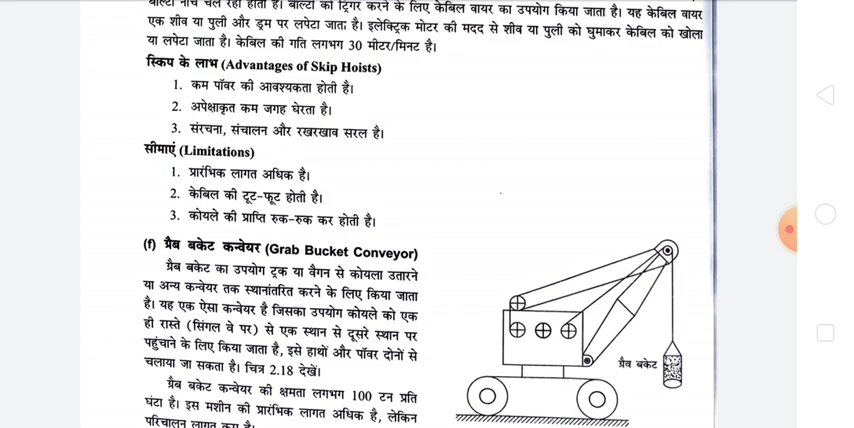 बाल्टी नीचे चल रही होती है। बाल्टी को ट्रिगर करने के लिए केबिल वायर का उपयोग किया जाता है। यह केबिल वायर
एक शीव या पुली और ड्रम पर लपेटा जाता है। इलेक्ट्रिक मोटर की मदद से शीव या पुली को घुमाकर केबिल को खोला
या लपेटा जाता है। केबिल की गति लगभग 30 मीटर/मिनट है।
स्किप के लाभ (Advantages of Skip Hoists)
1. कम पॉवर की आवश्यकता होती है।
2. अपेक्षाकृत कम जगह घेरता है।
3. संरचना, संचालन और रखरखाव सरल है।
सीमाएं (Limitations)
1. प्रारंभिक लागत अधिक है।
2. केबिल की टूट-फूट होती है।
3. कोयले की प्राप्ति रुक-रुक कर होती है।
(f) ग्रैब बकेट कन्वेयर (Grab Bucket Conveyor)
ग्रैब बकेट का उपयोग ट्रक या वैगन से कोयला उतारने
या अन्य कन्वेयर तक स्थानांतरित करने के लिए किया जाता
है। यह एक ऐसा कन्वेयर है जिसका उपयोग कोयले को एक
ही रास्ते (सिंगल वे पर) से एक स्थान से दूसरे स्थान पर
पहुंचाने के लिए किया जाता है, इसे हाथों और पॉवर दोनों से
चलाया जा सकता है। चित्र 2.18 देखें।
ग्रैब बकेट कन्वेयर की क्षमता लगभग 100 टन प्रति
घंटा है। इस मशीन की प्रारंभिक लागत अधिक है, लेकिन
परिचालन लागत कम है।
ग्रैव बकेट